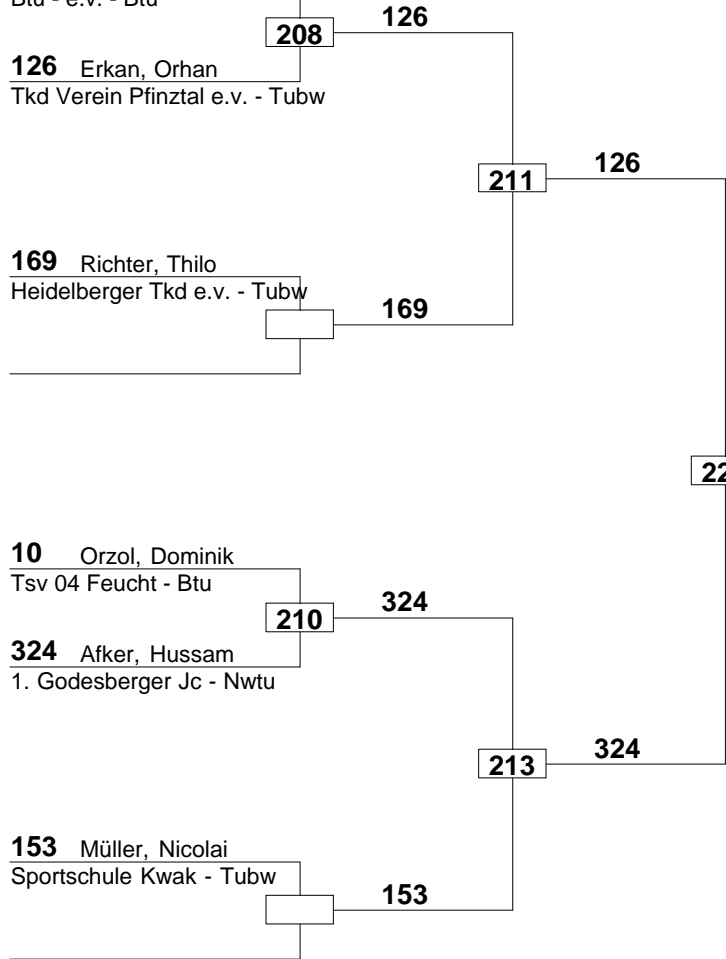 Btu - e.v. - Btu
126
208
126 Erkan, Orhan
Tkd Verein Pfinztal e.v. - Tubw
126
211
169 Richter, Thilo
Heidelberger Tkd e.v. - Tubw
169
22
10 Orzol, Dominik
Tsv 04 Feucht - Btu
324
210
324 Afker, Hussam
1. Godesberger Jc - Nwtu
324
213
153 Müller, Nicolai
Sportschule Kwak - Tubw
153